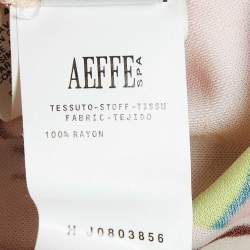 AEFFE SPA
TESSUTO-STOFF-TISSU
FABRIC-TEJIDO
100% RAYON
H J0803856